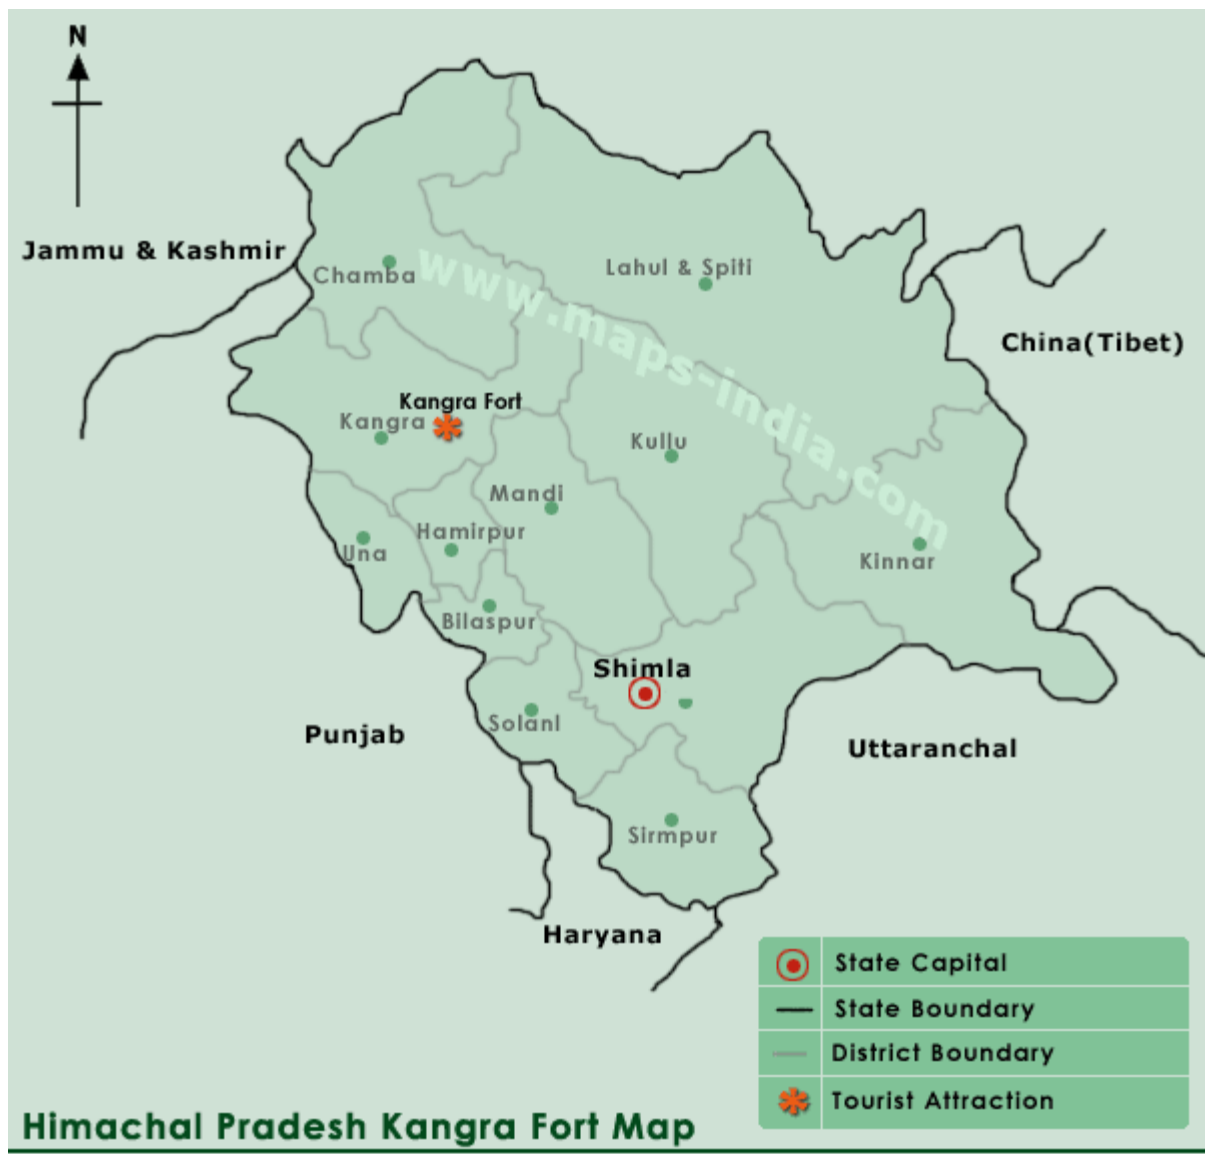 N
Jammu & Kashmir
Chamba
Lahul & Spiti
www.maps-india.com
China(Tibet)
Kangra Fort
Kangra
Kullu
Mandi
Hamirpur
Una
Kinnar
Bilaspur
Shimla
Solanl
Punjab
Uttaranchal
Sirmpur
Haryana
State Capital
State Boundary
District Boundary
Tourist Attraction
Himachal Pradesh Kangra Fort Map